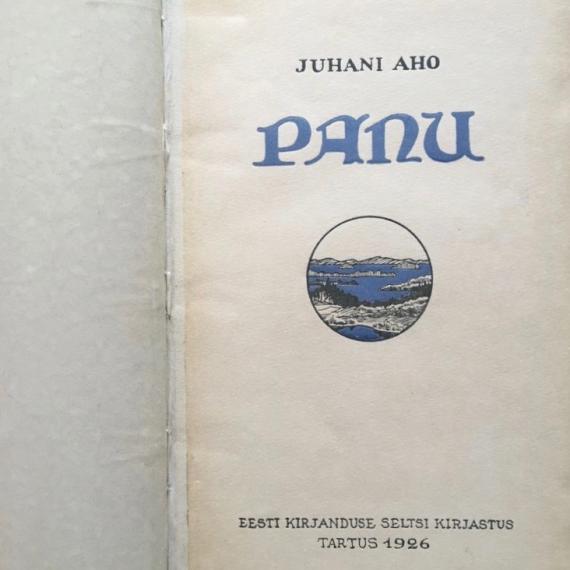 JUHANI AHO
PANU
EESTI KIRJANDUSE SELTSI KIRJASTUS
TARTUS 1926